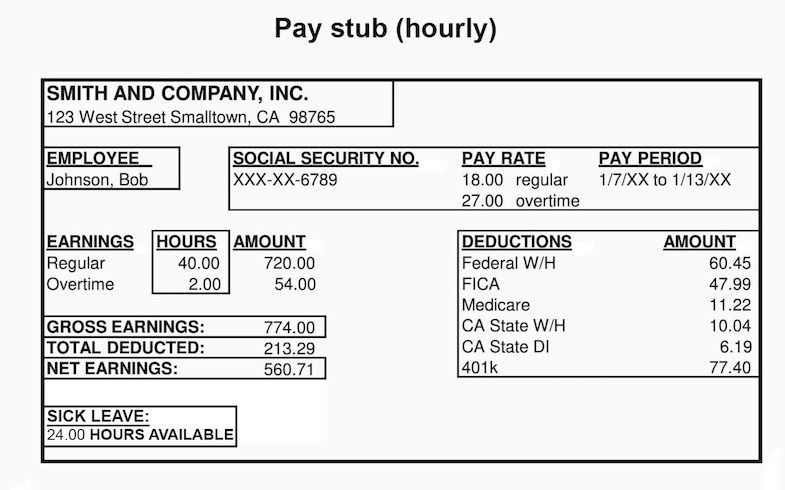 Pay stub (hourly)
SMITH AND COMPANY, INC.
123 West Street Smalltown, CA 98765
EMPLOYEE SOCIAL SECURITY NO. PAY RATE PAY PERIOD
Johnson, Bob XXX-XX-6789 18.00 regular 1/7/XX to 1/13/XX
27.00 overtime
EARNINGS HOURS AMOUNT DEDUCTIONS AMOUNT
Regular 40.00 720.00 Federal W/H 60.45
Overtime 2.00 54.00 FICA 47.99
Medicare 11.22
GROSS EARNINGS: 774.00 CA State W/H 10.04
TOTAL DEDUCTED: 213.29 CA State DI 6.19
NET EARNINGS: 560.71 401k 77.40
SICK LEAVE:
24.00 HOURS AVAILABLE